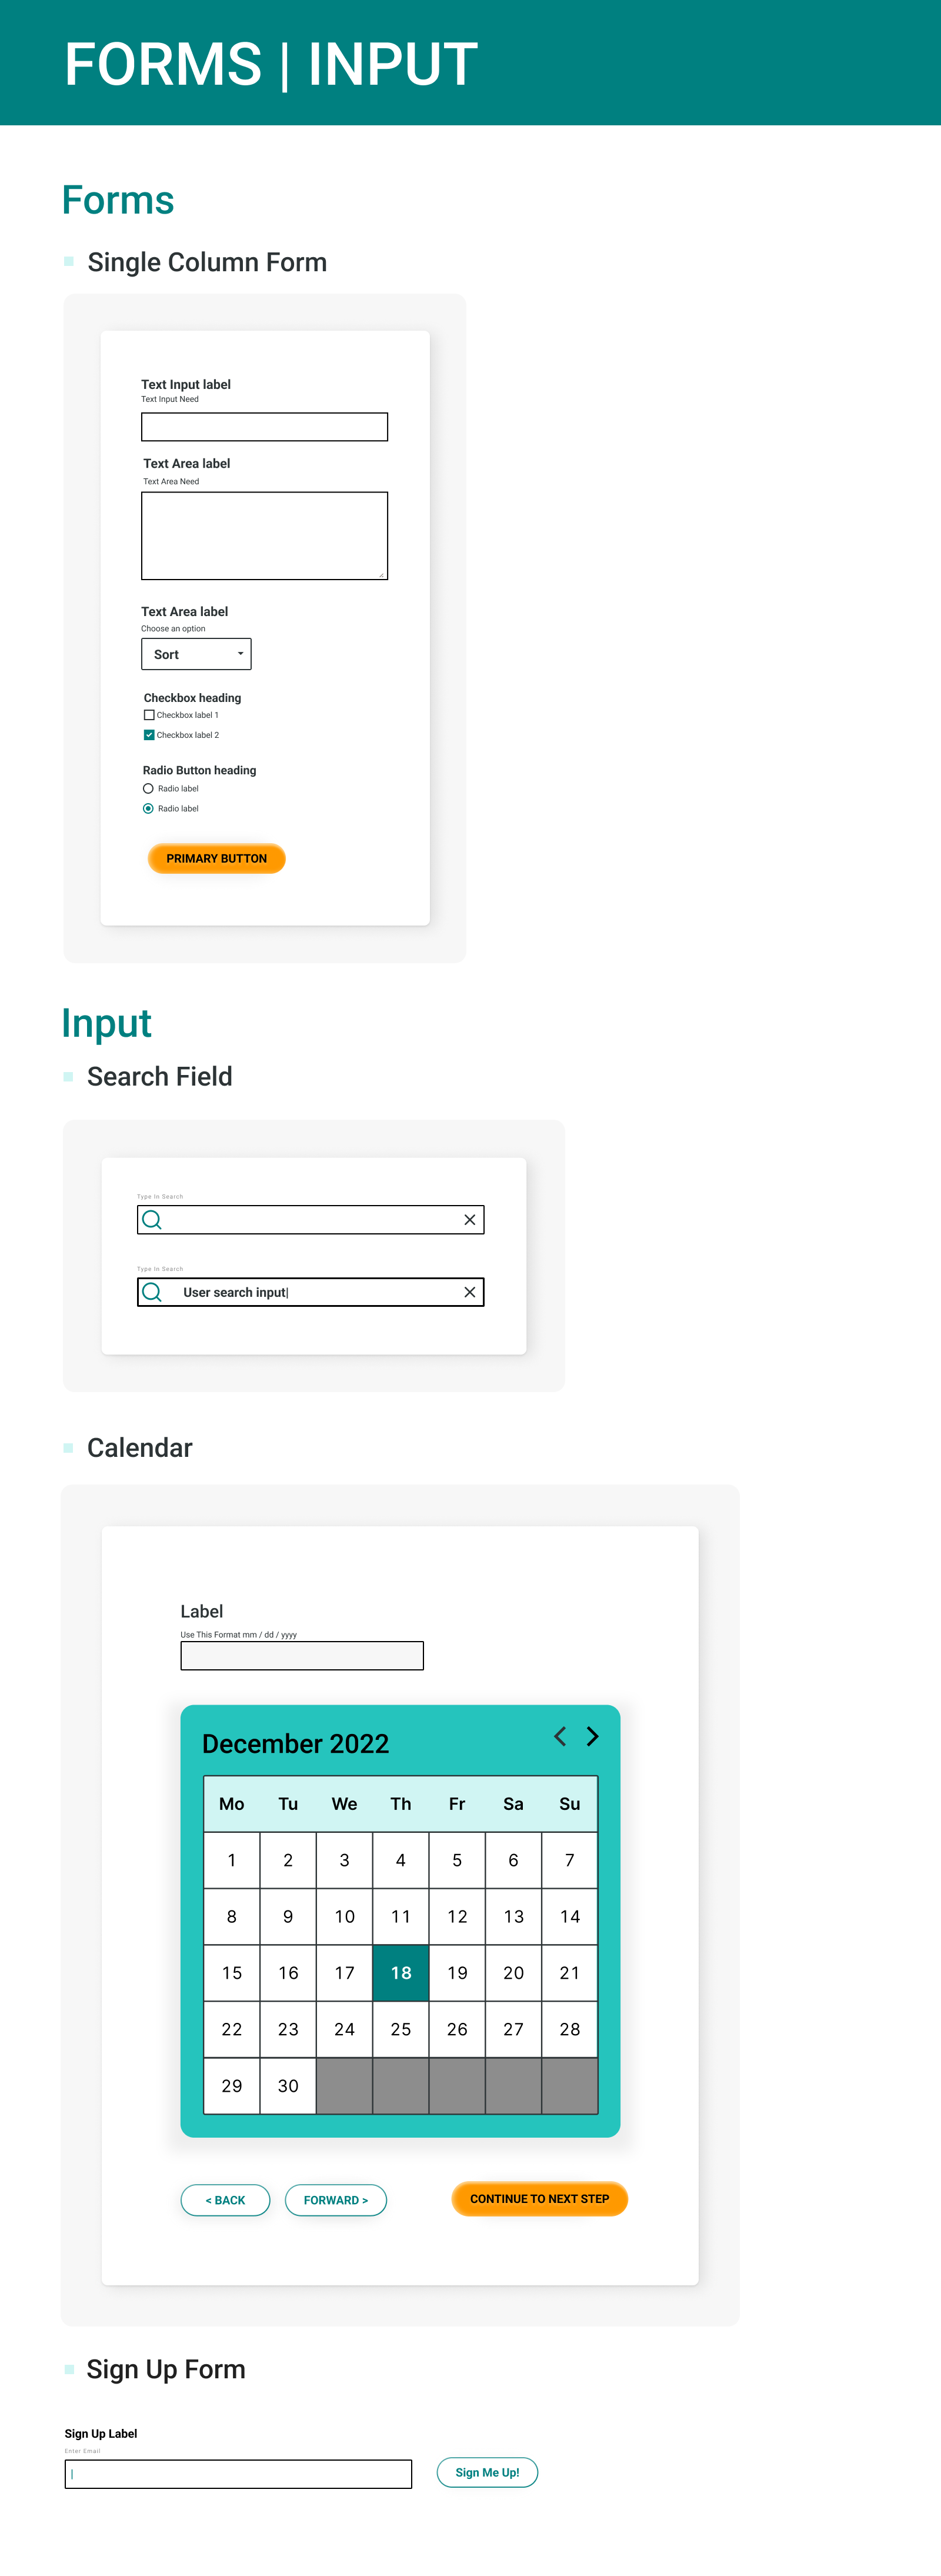 FORMS | INPUT
Forms
Single Column Form
Text Input label
Text Input Need
Text Area label
Text Area Need
Text Area label
Choose an option
Sort
Checkbox heading
Checkbox label 1
Checkbox label 2
Radio Button heading
Radio label
Radio label
PRIMARY BUTTON
Input
Search Field
Type In Search
Type In Search
User search input|
Calendar
Label
Use This Format mm / dd / yyyy
December 2022
Mo Tu We Th Fr Sa Su
1 2 3 4 5 6 7
8 9 10 11 12 13 14
15 16 17 18 19 20 21
22 23 24 25 26 27 28
29 30
< BACK FORWARD > CONTINUE TO NEXT STEP
Sign Up Form
Sign Up Label
Enter Email
| Sign Me Up!